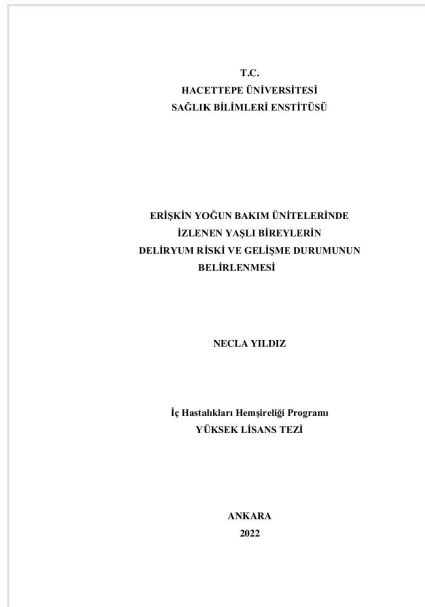 T.C.
HACETTEPE ÜNİVERSİTESİ
SAĞLIK BİLİMLERİ ENSTİTÜSÜ
ERİŞKİN YOĞUN BAKIM ÜNİTELERİNDE
İZLENEN YAŞLI BİREYLERİN
DELİRYUM RİSKİ VE GELİŞME DURUMUNUN
BELİRLENMESİ
NECLA YILDIZ
İç Hastalıkları Hemşireliği Programı
YÜKSEK LİSANS TEZİ
ANKARA
2022